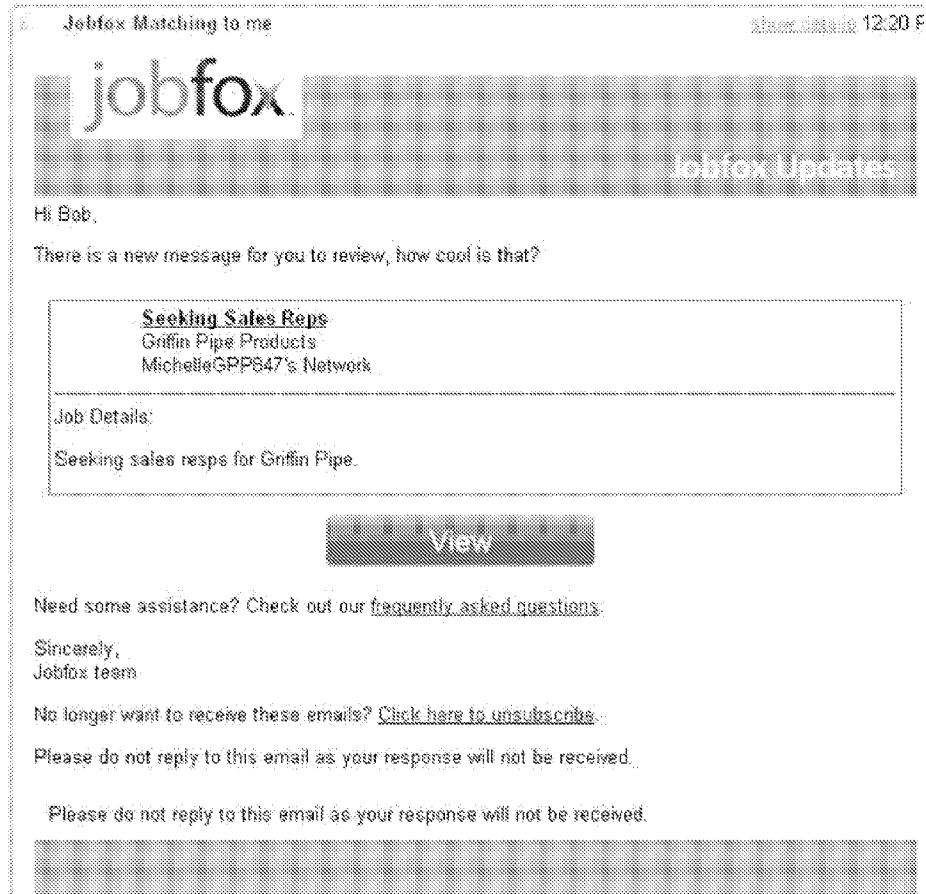 Jobfox Matching to me
show details 12:20 P
jobfox
Jobfox Updates
Hi Bob,
There is a new message for you to review, how cool is that?
Seeking Sales Reps
Griffin Pipe Products
MichelleGPP847's Network
Job Details:
Seeking sales resps for Griffin Pipe.
View
Need some assistance? Check out our frequently asked questions.
Sincerely,
Jobfox team
No longer want to receive these emails? Click here to unsubscribe.
Please do not reply to this email as your response will not be received.
Please do not reply to this email as your response will not be received.